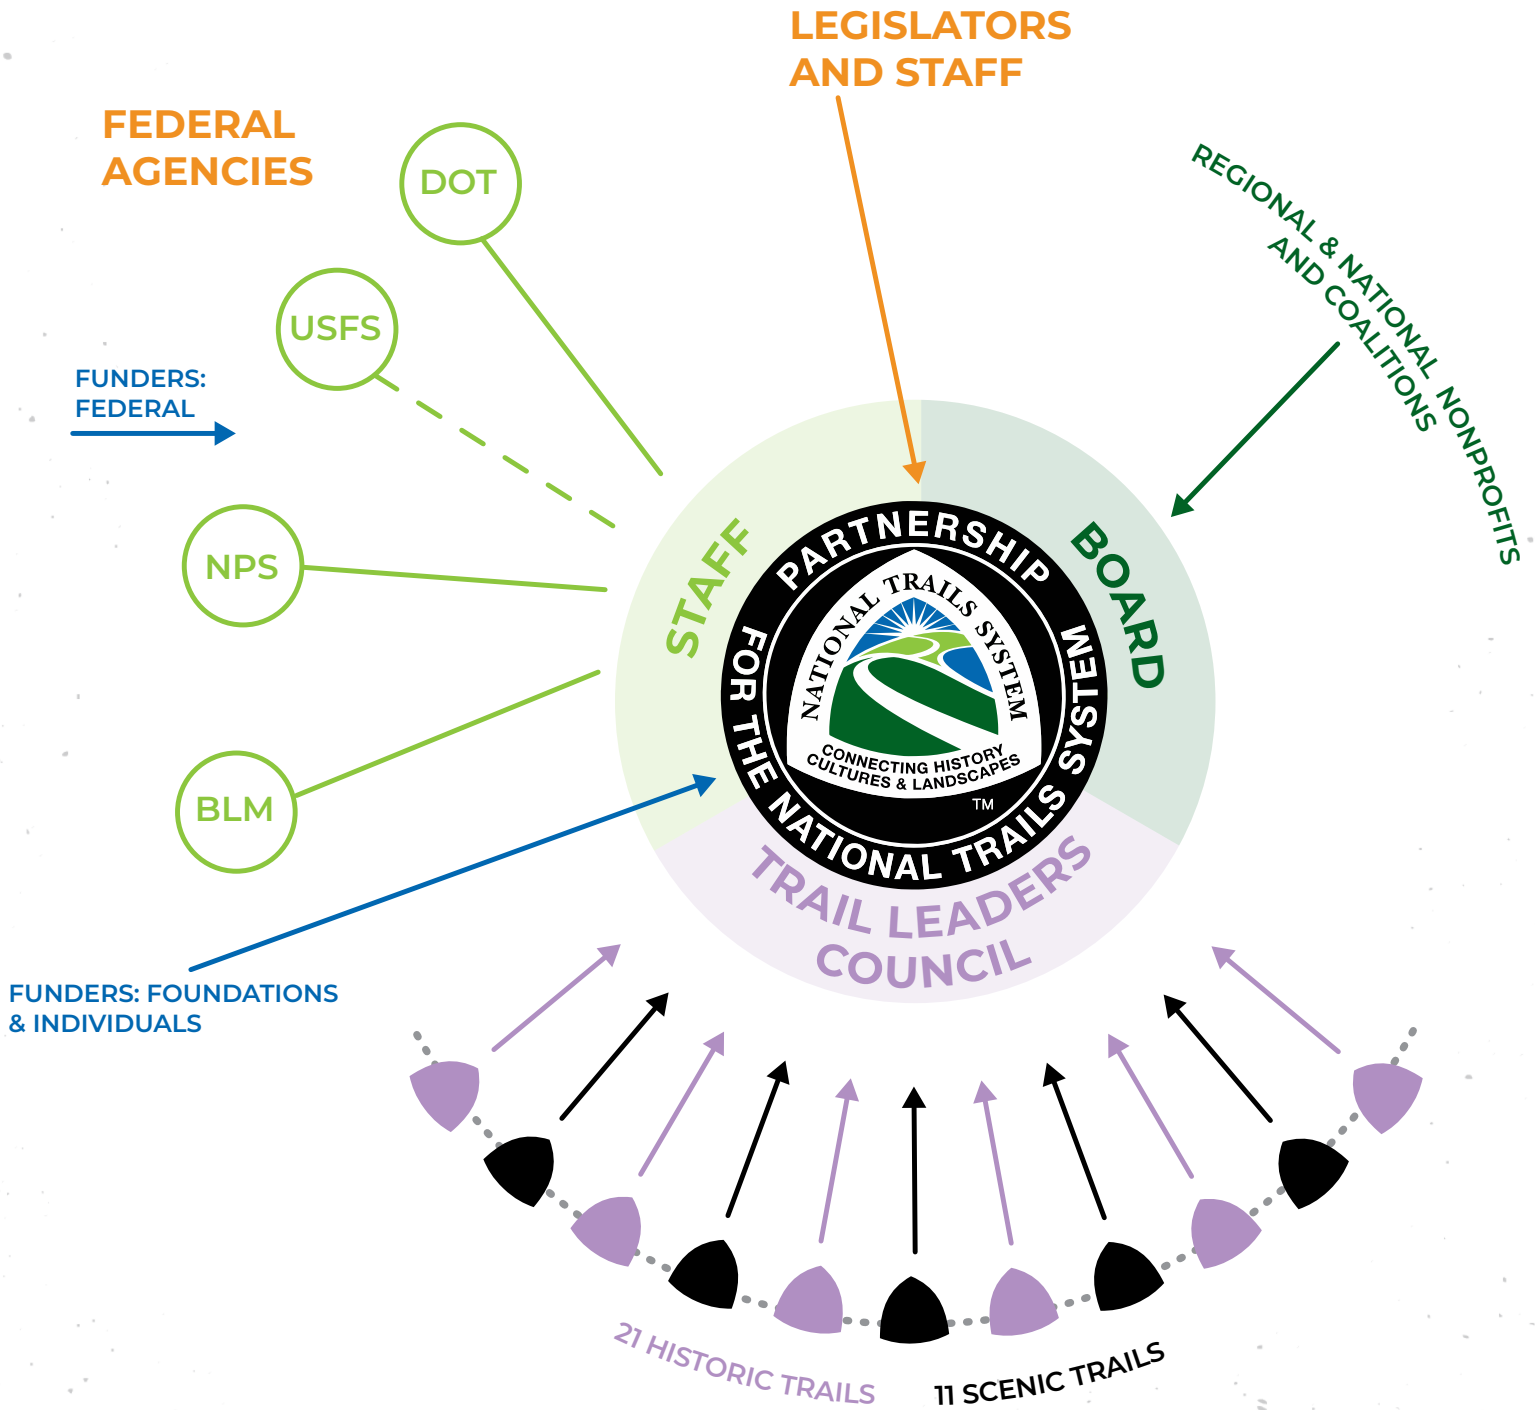 LEGISLATORS
AND STAFF
FEDERAL
AGENCIES
DOT
REGIONAL & NATIONAL NONPROFITS
AND COALITIONS
USFS
FUNDERS:
FEDERAL
NPS
BLM
STAFF
BOARD
PARTNERSHIP
FOR THE NATIONAL TRAILS SYSTEM
NATIONAL TRAILS SYSTEM
CONNECTING HISTORY
CULTURES & LANDSCAPES
TM
TRAIL LEADERS
COUNCIL
FUNDERS: FOUNDATIONS
& INDIVIDUALS
21 HISTORIC TRAILS
11 SCENIC TRAILS